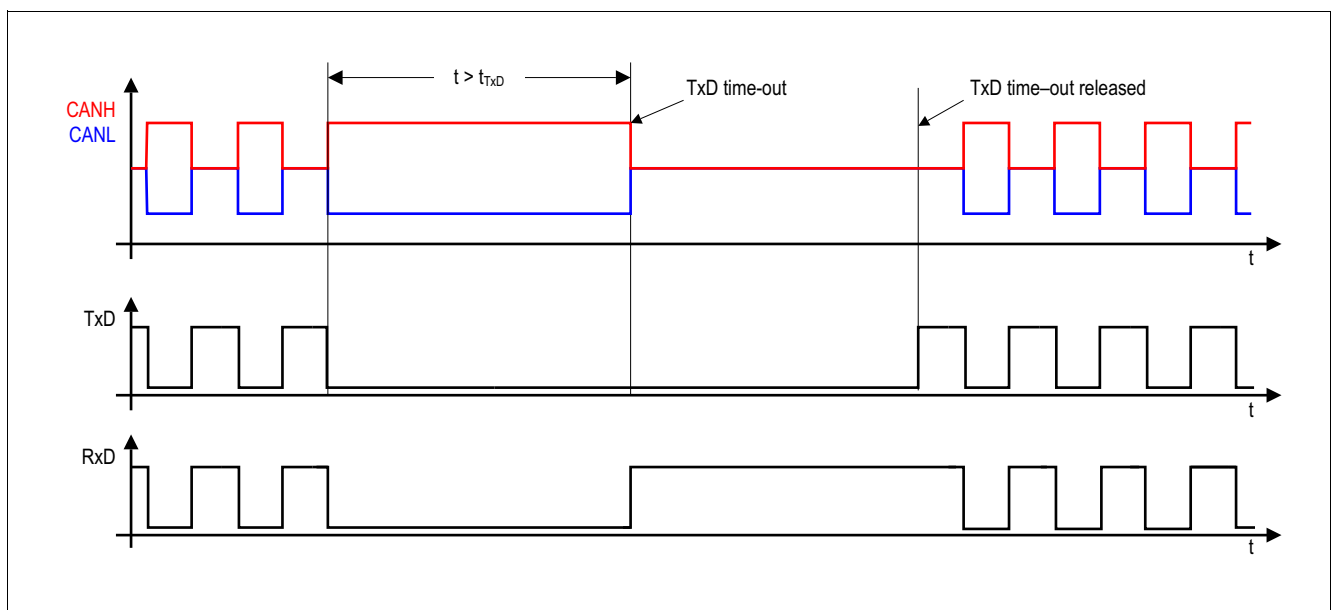 t > tTxD
TxD time-out
TxD time–out released
CANH
CANL
t
TxD
t
RxD
t